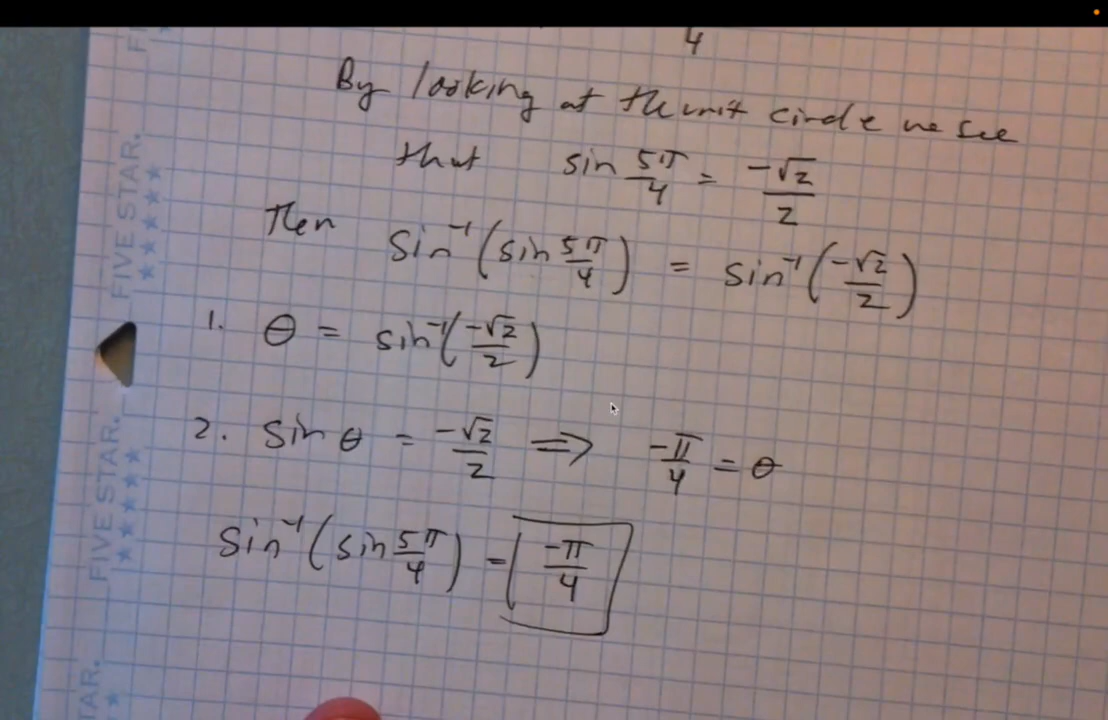 4
By looking at the unit circle we see
that sin 5π/4 = -√2/2
Then Sin⁻¹(sin 5π/4) = sin⁻¹(-√2/2)
1. θ = sin⁻¹(-√2/2)
2. Sin θ = -√2/2 ⟹ -π/4 = θ
Sin⁻¹(sin 5π/4) = -π/4
FIVE STAR.
FIVE STAR.
TAR.